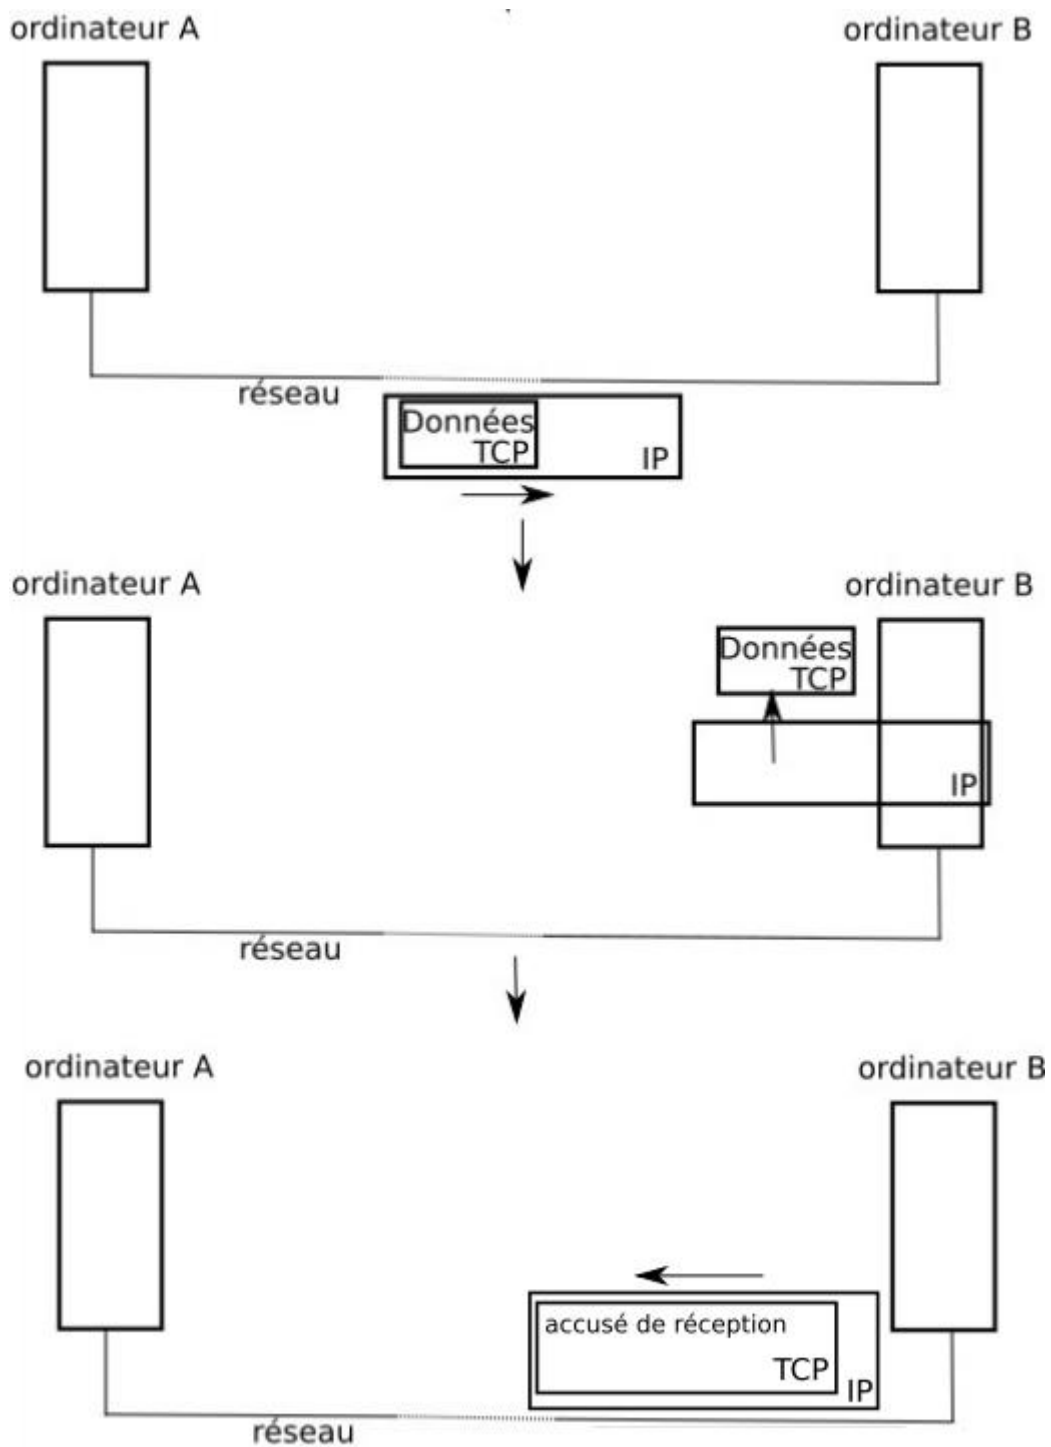 ordinateur A
ordinateur B
réseau
Données
TCP
IP
ordinateur A
ordinateur B
Données
TCP
IP
réseau
ordinateur A
ordinateur B
accusé de réception
TCP
IP
réseau